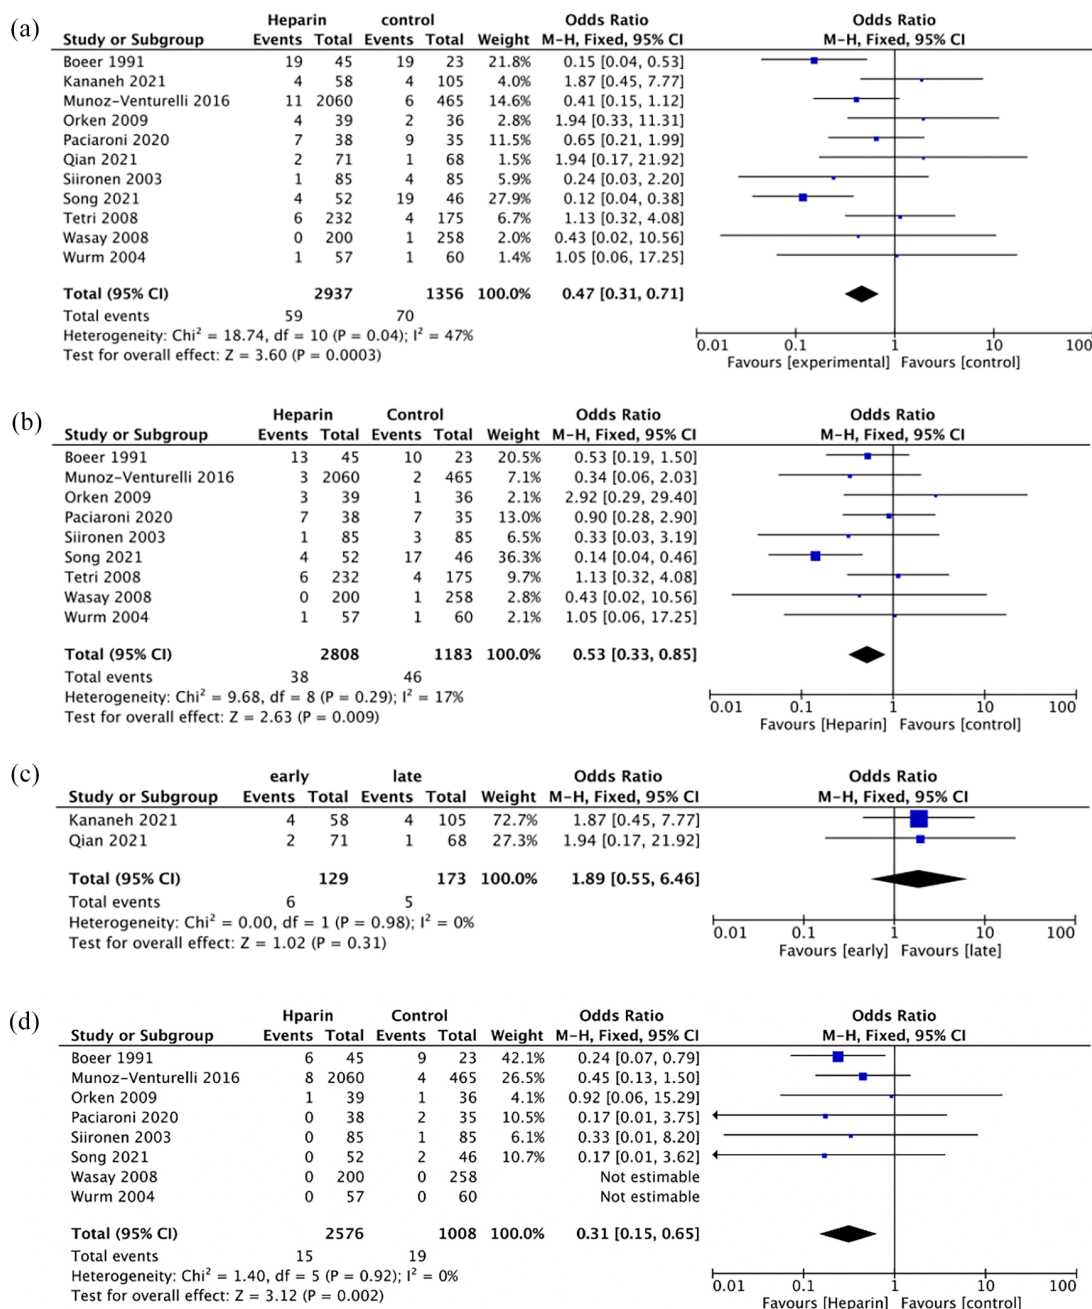 (a)
Heparin control Odds Ratio Odds Ratio
Study or Subgroup Events Total Events Total Weight M-H, Fixed, 95% CI M-H, Fixed, 95% CI
Boeer 1991 19 45 19 23 21.8% 0.15 [0.04, 0.53]
Kananeh 2021 4 58 4 105 4.0% 1.87 [0.45, 7.77]
Munoz-Venturelli 2016 11 2060 6 465 14.6% 0.41 [0.15, 1.12]
Orken 2009 4 39 2 36 2.8% 1.94 [0.33, 11.31]
Paciaroni 2020 7 38 9 35 11.5% 0.65 [0.21, 1.99]
Qian 2021 2 71 1 68 1.5% 1.94 [0.17, 21.92]
Siironen 2003 1 85 4 85 5.9% 0.24 [0.03, 2.20]
Song 2021 4 52 19 46 27.9% 0.12 [0.04, 0.38]
Tetri 2008 6 232 4 175 6.7% 1.13 [0.32, 4.08]
Wasay 2008 0 200 1 258 2.0% 0.43 [0.02, 10.56]
Wurm 2004 1 57 1 60 1.4% 1.05 [0.06, 17.25]
Total (95% CI) 2937 1356 100.0% 0.47 [0.31, 0.71]
Total events 59 70
Heterogeneity: Chi² = 18.74, df = 10 (P = 0.04); I² = 47%
Test for overall effect: Z = 3.60 (P = 0.0003)
0.01 0.1 1 10 100
Favours [experimental] Favours [control]
(b)
Heparin Control Odds Ratio Odds Ratio
Study or Subgroup Events Total Events Total Weight M-H, Fixed, 95% CI M-H, Fixed, 95% CI
Boeer 1991 13 45 10 23 20.5% 0.53 [0.19, 1.50]
Munoz-Venturelli 2016 3 2060 2 465 7.1% 0.34 [0.06, 2.03]
Orken 2009 3 39 1 36 2.1% 2.92 [0.29, 29.40]
Paciaroni 2020 7 38 7 35 13.0% 0.90 [0.28, 2.90]
Siironen 2003 1 85 3 85 6.5% 0.33 [0.03, 3.19]
Song 2021 4 52 17 46 36.3% 0.14 [0.04, 0.46]
Tetri 2008 6 232 4 175 9.7% 1.13 [0.32, 4.08]
Wasay 2008 0 200 1 258 2.8% 0.43 [0.02, 10.56]
Wurm 2004 1 57 1 60 2.1% 1.05 [0.06, 17.25]
Total (95% CI) 2808 1183 100.0% 0.53 [0.33, 0.85]
Total events 38 46
Heterogeneity: Chi² = 9.68, df = 8 (P = 0.29); I² = 17%
Test for overall effect: Z = 2.63 (P = 0.009)
0.01 0.1 1 10 100
Favours [Heparin] Favours [control]
(c)
early late Odds Ratio Odds Ratio
Study or Subgroup Events Total Events Total Weight M-H, Fixed, 95% CI M-H, Fixed, 95% CI
Kananeh 2021 4 58 4 105 72.7% 1.87 [0.45, 7.77]
Qian 2021 2 71 1 68 27.3% 1.94 [0.17, 21.92]
Total (95% CI) 129 173 100.0% 1.89 [0.55, 6.46]
Total events 6 5
Heterogeneity: Chi² = 0.00, df = 1 (P = 0.98); I² = 0%
Test for overall effect: Z = 1.02 (P = 0.31)
0.01 0.1 1 10 100
Favours [early] Favours [late]
(d)
Hparin Control Odds Ratio Odds Ratio
Study or Subgroup Events Total Events Total Weight M-H, Fixed, 95% CI M-H, Fixed, 95% CI
Boeer 1991 6 45 9 23 42.1% 0.24 [0.07, 0.79]
Munoz-Venturelli 2016 8 2060 4 465 26.5% 0.45 [0.13, 1.50]
Orken 2009 1 39 1 36 4.1% 0.92 [0.06, 15.29]
Paciaroni 2020 0 38 2 35 10.5% 0.17 [0.01, 3.75]
Siironen 2003 0 85 1 85 6.1% 0.33 [0.01, 8.20]
Song 2021 0 52 2 46 10.7% 0.17 [0.01, 3.62]
Wasay 2008 0 200 0 258 Not estimable
Wurm 2004 0 57 0 60 Not estimable
Total (95% CI) 2576 1008 100.0% 0.31 [0.15, 0.65]
Total events 15 19
Heterogeneity: Chi² = 1.40, df = 5 (P = 0.92); I² = 0%
Test for overall effect: Z = 3.12 (P = 0.002)
0.01 0.1 1 10 100
Favours [Heparin] Favours [control]